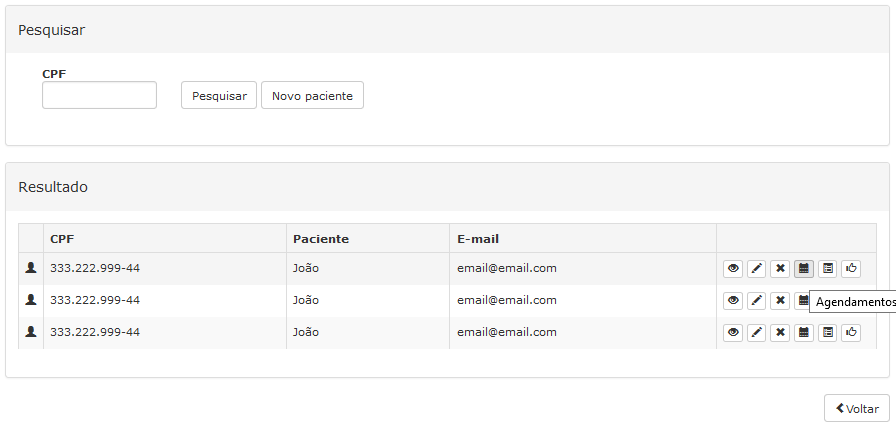 Pesquisar
CPF
Pesquisar Novo paciente
Resultado
CPF Paciente E-mail
333.222.999-44 João email@email.com
333.222.999-44 João email@email.com
Agendamentos
333.222.999-44 João email@email.com
Voltar